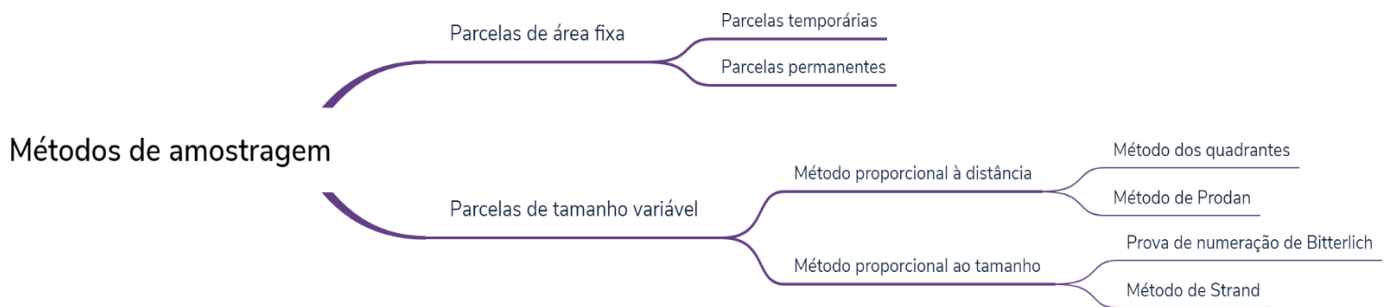 Métodos de amostragem
Parcelas de área fixa
Parcelas temporárias
Parcelas permanentes
Parcelas de tamanho variável
Método proporcional à distância
Método dos quadrantes
Método de Prodan
Método proporcional ao tamanho
Prova de numeração de Bitterlich
Método de Strand